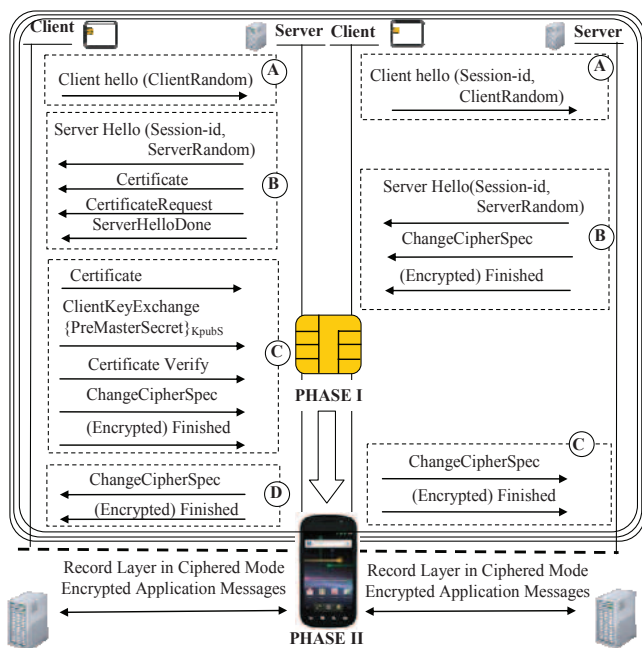 Client
Server
Client
Server
A
Client hello (ClientRandom)
Server Hello (Session-id,
ServerRandom)
Certificate
CertificateRequest
ServerHelloDone
B
Certificate
ClientKeyExchange
{PreMasterSecret}KpubS
Certificate Verify
ChangeCipherSpec
(Encrypted) Finished
C
ChangeCipherSpec
(Encrypted) Finished
D
A
Client hello (Session-id,
ClientRandom)
Server Hello(Session-id,
ServerRandom)
ChangeCipherSpec
(Encrypted) Finished
B
PHASE I
C
ChangeCipherSpec
(Encrypted) Finished
Record Layer in Ciphered Mode
Encrypted Application Messages
Record Layer in Ciphered Mode
Encrypted Application Messages
PHASE II